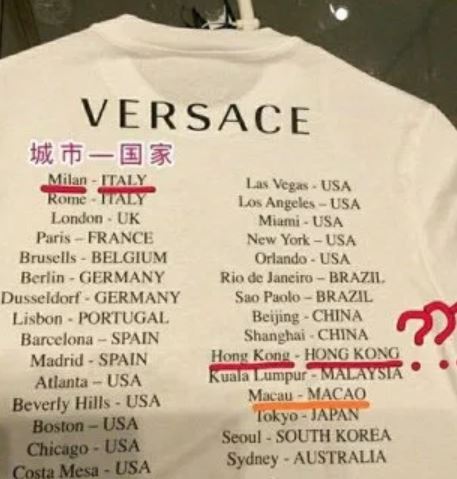 VERSACE
城市—国家
Milan - ITALY
Rome - ITALY
London - UK
Paris – FRANCE
Brusells - BELGIUM
Berlin - GERMANY
Dusseldorf - GERMANY
Lisbon - PORTUGAL
Barcelona – SPAIN
Madrid - SPAIN
Atlanta – USA
Beverly Hills - USA
Boston – USA
Chicago - USA
Costa Mesa - USA
Las Vegas - USA
Los Angeles – USA
Miami - USA
New York – USA
Orlando - USA
Rio de Janeiro – BRAZIL
Sao Paolo – BRAZIL
Beijing - CHINA
Shanghai - CHINA
Hong Kong - HONG KONG
Kuala Lumpur - MALAYSIA
Macau - MACAO
Tokyo - JAPAN
Seoul - SOUTH KOREA
Sydney - AUSTRALIA
???